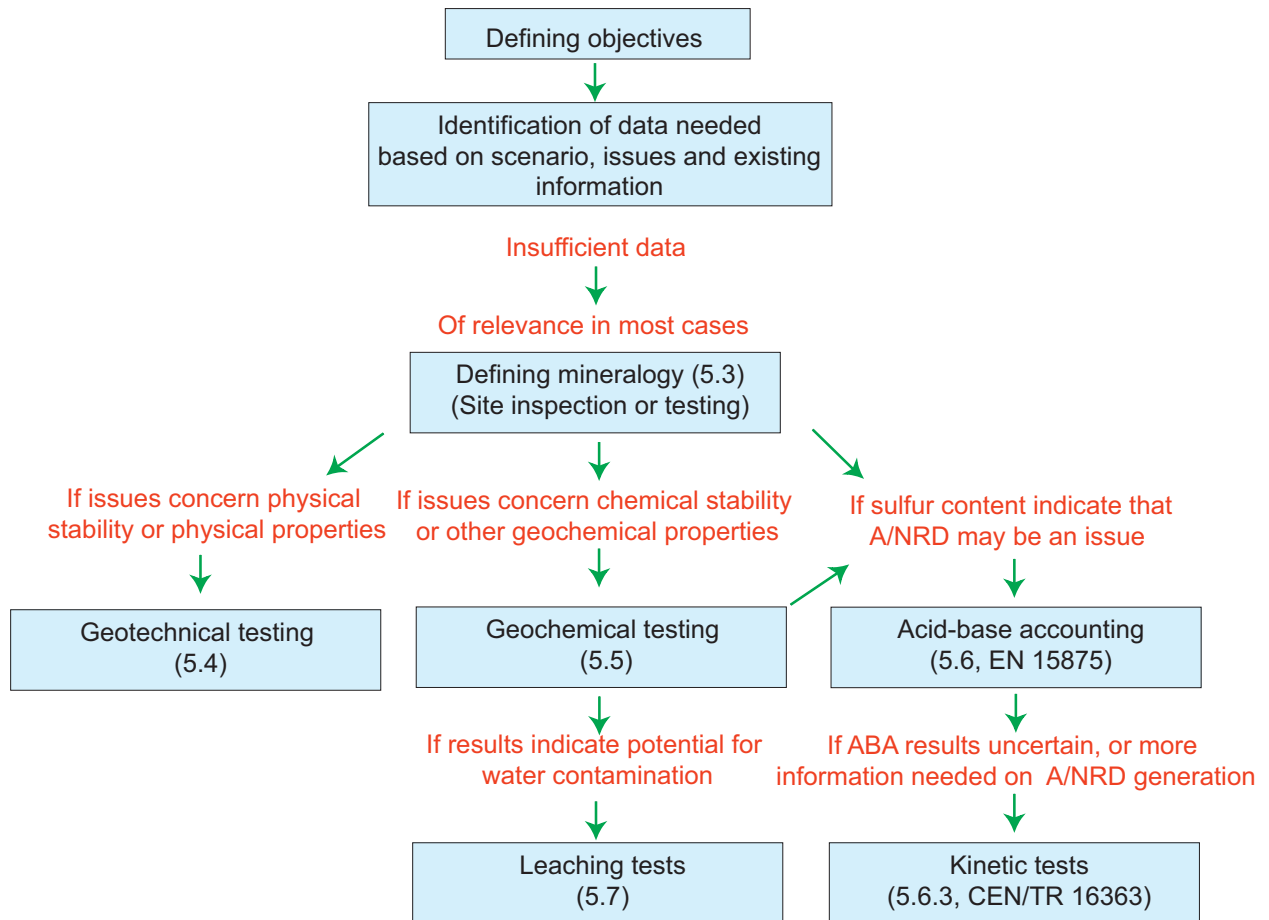 Defining objectives
Identification of data needed
based on scenario, issues and existing
information
Insufficient data
Of relevance in most cases
Defining mineralogy (5.3)
(Site inspection or testing)
If issues concern physical
stability or physical properties
If issues concern chemical stability
or other geochemical properties
If sulfur content indicate that
A/NRD may be an issue
Geotechnical testing
(5.4)
Geochemical testing
(5.5)
Acid-base accounting
(5.6, EN 15875)
If results indicate potential for
water contamination
If ABA results uncertain, or more
information needed on A/NRD generation
Leaching tests
(5.7)
Kinetic tests
(5.6.3, CEN/TR 16363)